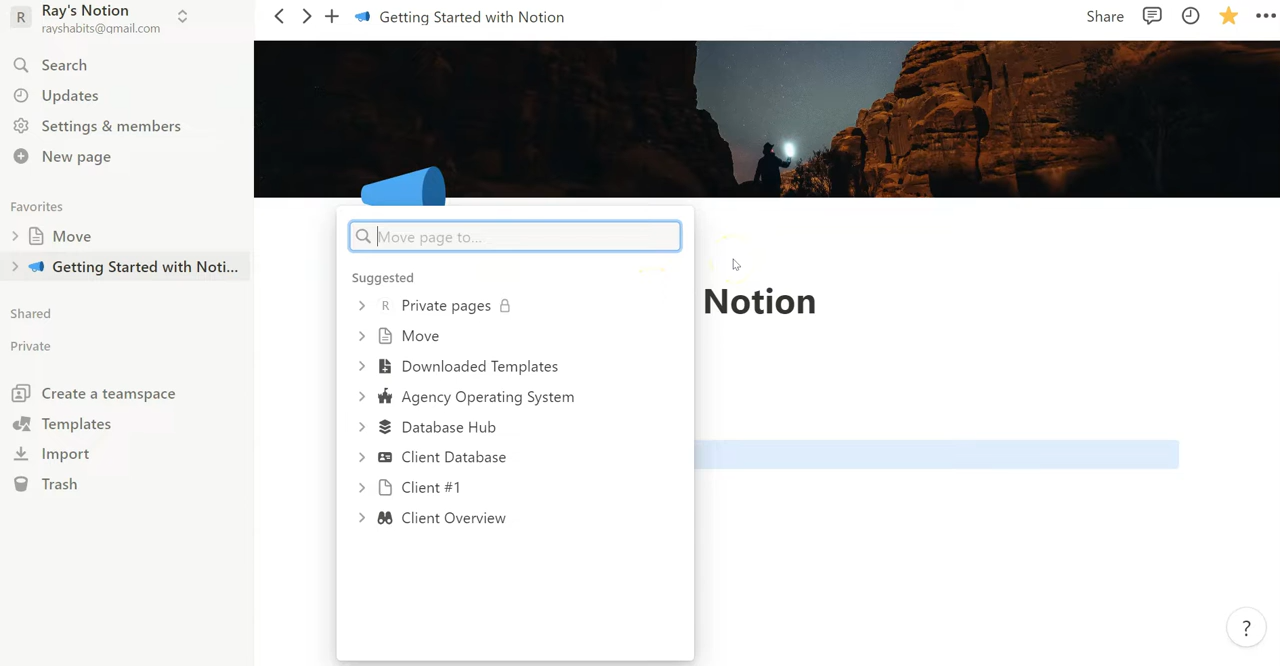 R
Ray's Notion
rayshabits@gmail.com
Search
Updates
Settings & members
New page
Favorites
Move
Getting Started with Noti...
Shared
Private
Create a teamspace
Templates
Import
Trash
Getting Started with Notion
Share
Notion
Move page to...
Suggested
R Private pages
Move
Downloaded Templates
Agency Operating System
Database Hub
Client Database
Client #1
Client Overview
?